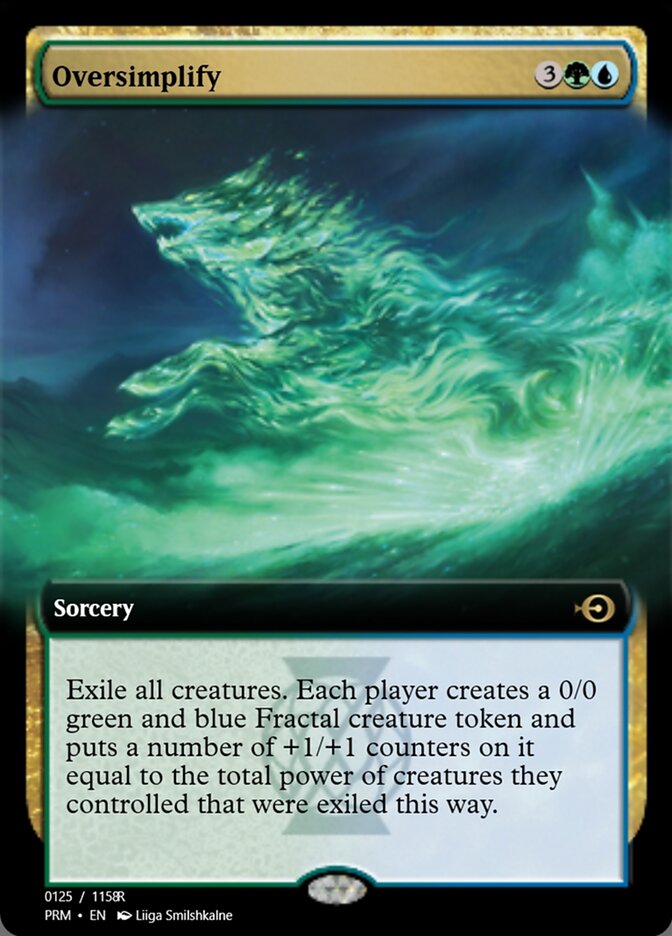 Oversimplify 3
Sorcery
Exile all creatures. Each player creates a 0/0
green and blue Fractal creature token and
puts a number of +1/+1 counters on it
equal to the total power of creatures they
controlled that were exiled this way.
0125 / 1158R
PRM • EN Liiga Smilshkalne